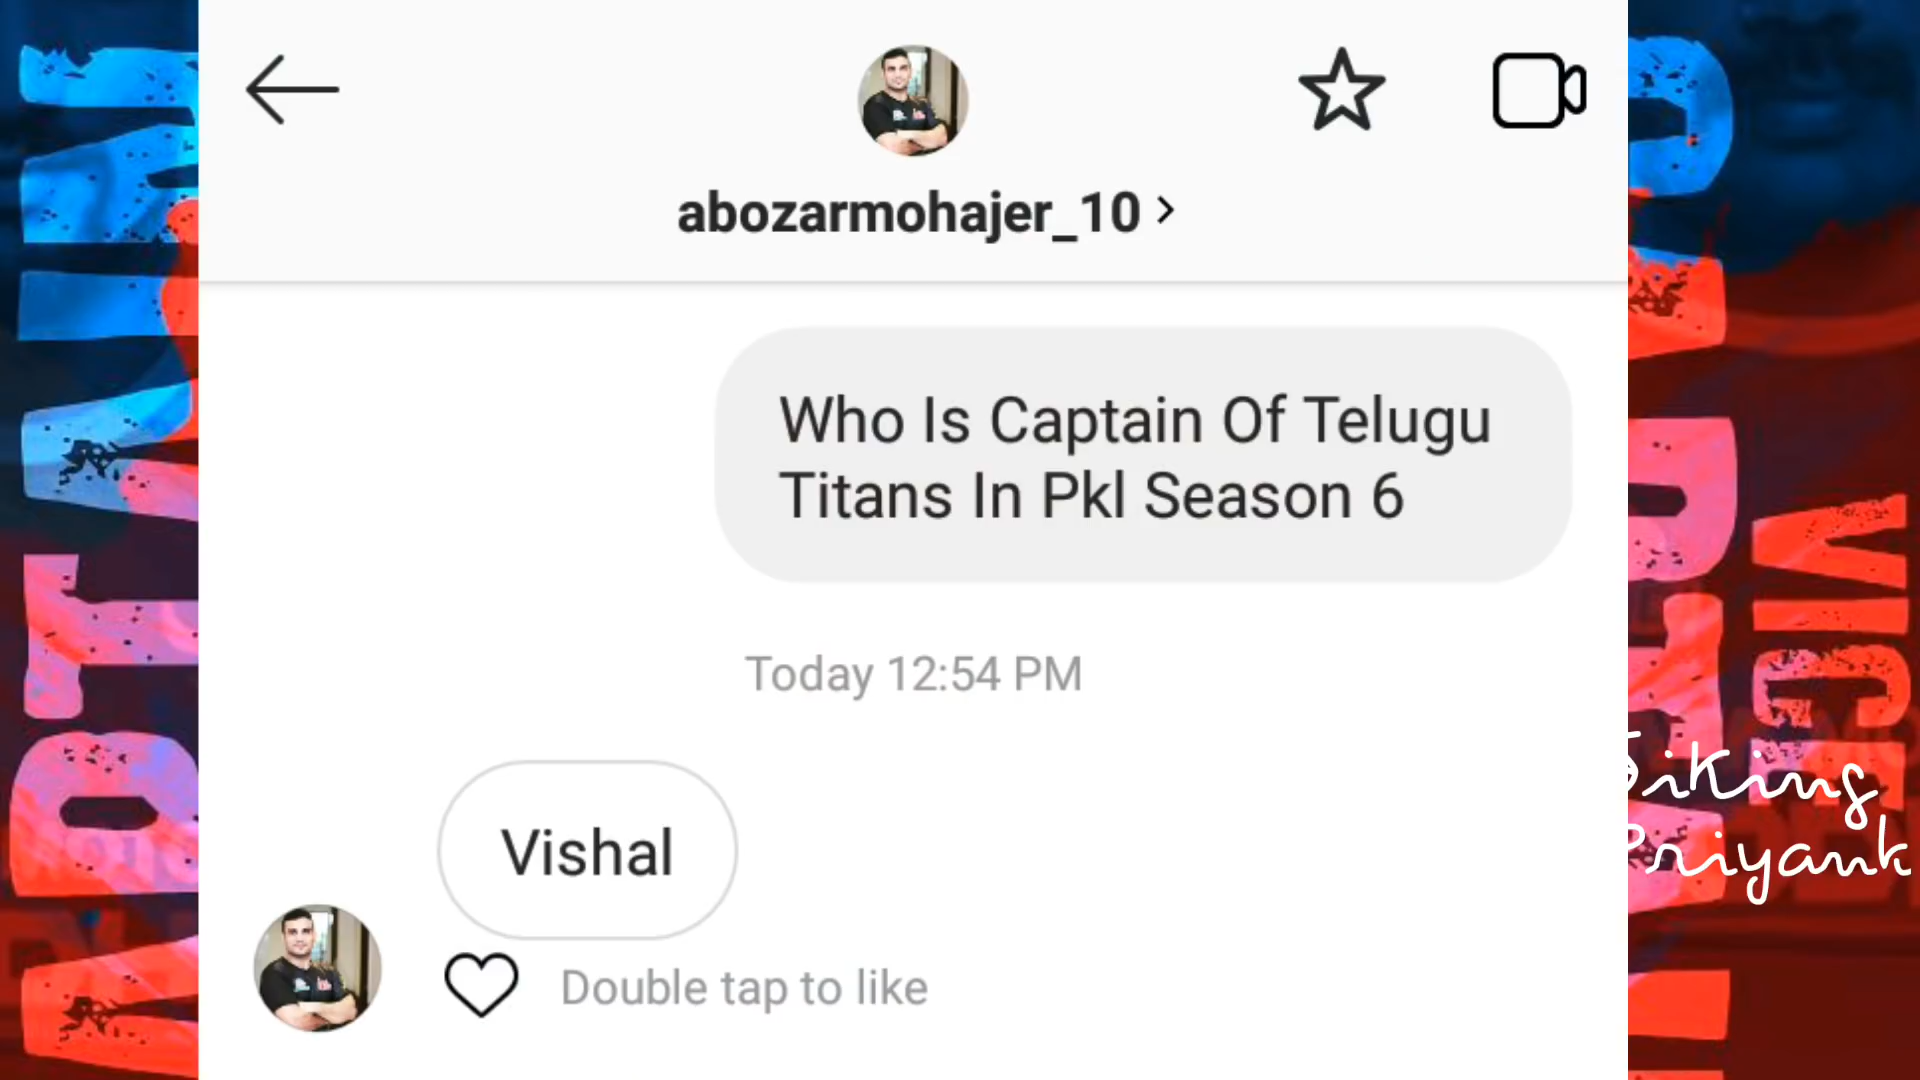 abozarmohajer_10
Who Is Captain Of Telugu
Titans In Pkl Season 6
Today 12:54 PM
Vishal
Double tap to like
VICE
Priyank